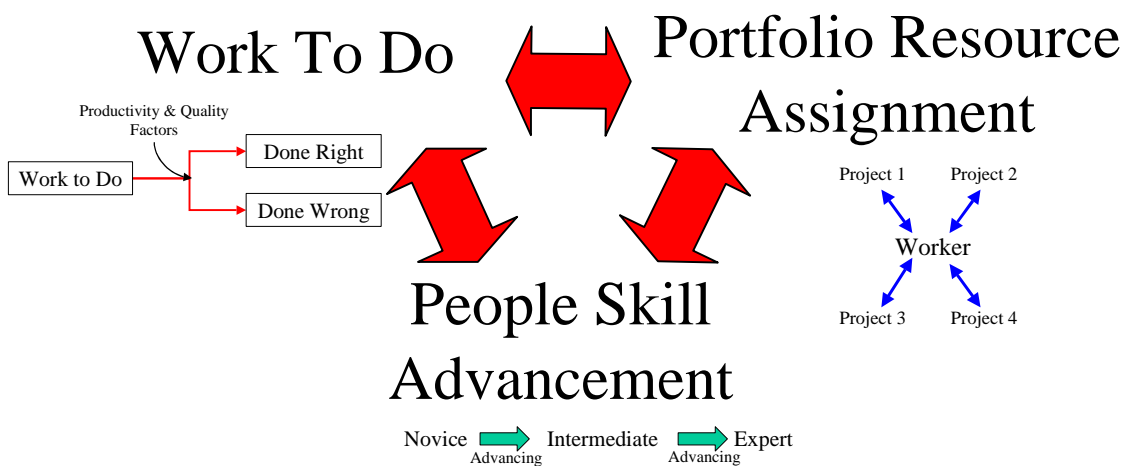 Work To Do
Portfolio Resource
Assignment
Productivity & Quality
Factors
Work to Do
Done Right
Done Wrong
Project 1
Project 2
Worker
Project 3
Project 4
People Skill
Advancement
Novice
Advancing
Intermediate
Advancing
Expert